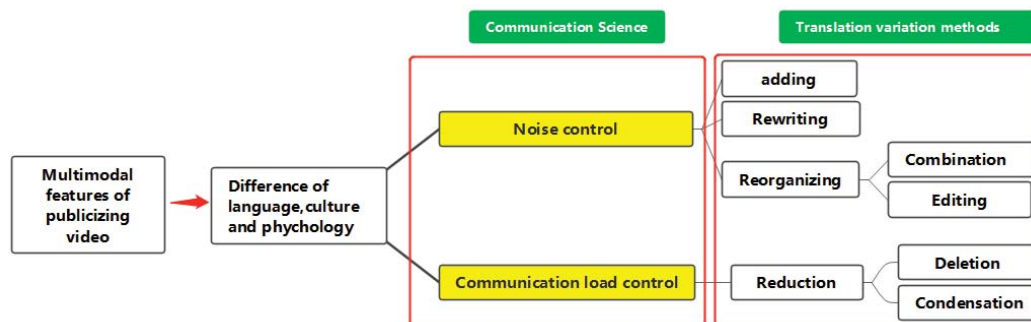 Communication Science
Translation variation methods
adding
Noise control
Rewriting
Multimodal
features of
publicizing
video
Difference of
language,culture
and phychology
Reorganizing
Combination
Editing
Communication load control
Reduction
Deletion
Condensation